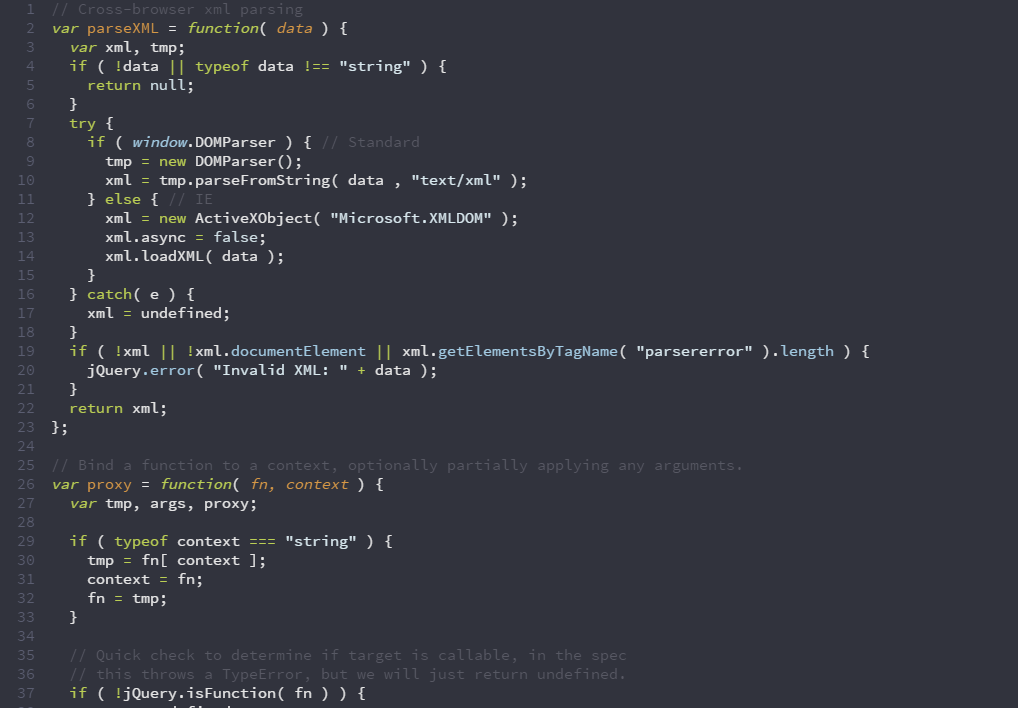 1 // Cross-browser xml parsing
2 var parseXML = function( data ) {
3   var xml, tmp;
4   if ( !data || typeof data !== "string" ) {
5     return null;
6   }
7   try {
8     if ( window.DOMParser ) { // Standard
9       tmp = new DOMParser();
10       xml = tmp.parseFromString( data , "text/xml" );
11     } else { // IE
12       xml = new ActiveXObject( "Microsoft.XMLDOM" );
13       xml.async = false;
14       xml.loadXML( data );
15     }
16   } catch( e ) {
17     xml = undefined;
18   }
19   if ( !xml || !xml.documentElement || xml.getElementsByTagName( "parsererror" ).length ) {
20     jQuery.error( "Invalid XML: " + data );
21   }
22   return xml;
23 };
24
25 // Bind a function to a context, optionally partially applying any arguments.
26 var proxy = function( fn, context ) {
27   var tmp, args, proxy;
28
29   if ( typeof context === "string" ) {
30     tmp = fn[ context ];
31     context = fn;
32     fn = tmp;
33   }
34
35   // Quick check to determine if target is callable, in the spec
36   // this throws a TypeError, but we will just return undefined.
37   if ( !jQuery.isFunction( fn ) ) {